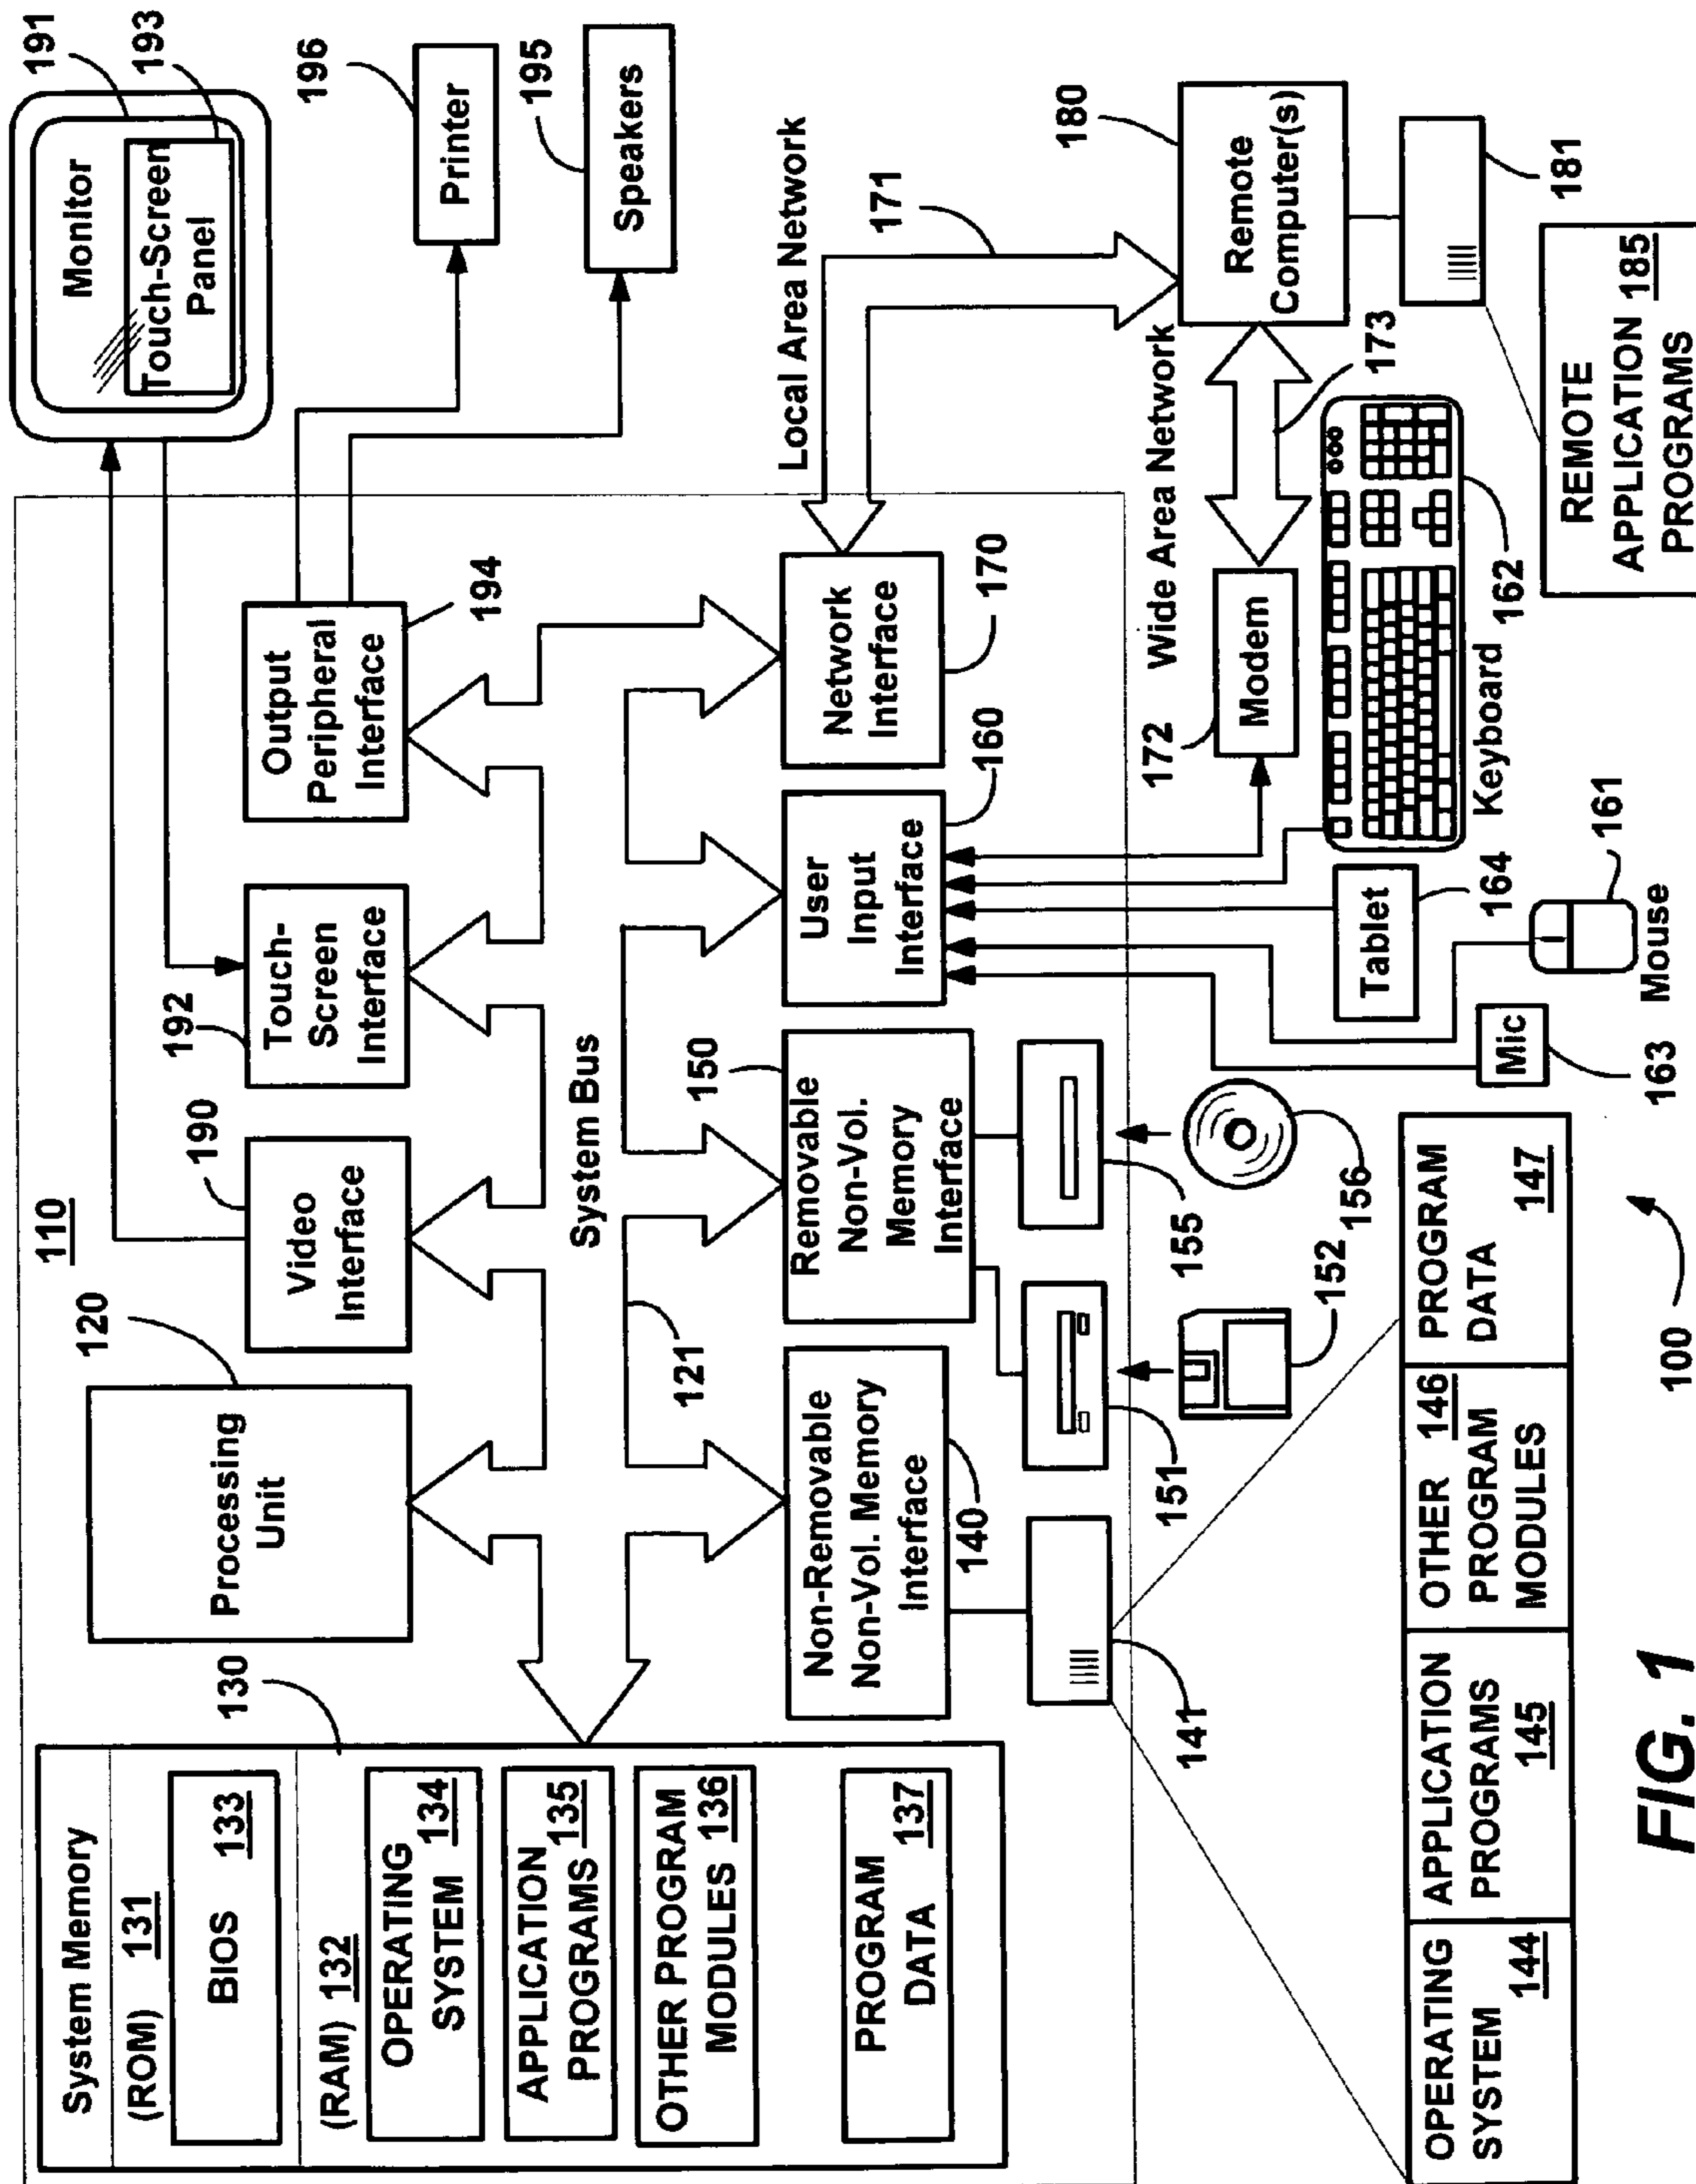 110
System Memory
(ROM) 131
BIOS 133
(RAM) 132
OPERATING
SYSTEM 134
APPLICATION
PROGRAMS 135
OTHER PROGRAM
MODULES 136
PROGRAM
DATA 137
130
Processing
Unit
120
Video
Interface
190
Touch-
Screen
Interface
192
Output
Peripheral
Interface
194
Monitor
Touch-Screen
Panel
191
193
Printer
196
Speakers
195
System Bus
121
Non-Removable
Non-Vol. Memory
Interface
140
Removable
Non-Vol.
Memory
Interface
150
User
Input
Interface
160
Network
Interface
170
Local Area Network
171
141
151
152
155
156
Wide Area Network
Modem
172
173
Remote
Computer(s)
180
181
REMOTE
APPLICATION 185
PROGRAMS
Keyboard
162
Tablet
164
Mouse
161
Mic
163
OPERATING
SYSTEM 144
APPLICATION
PROGRAMS
145
OTHER 146
PROGRAM
MODULES
PROGRAM
DATA 147
100
FIG. 1